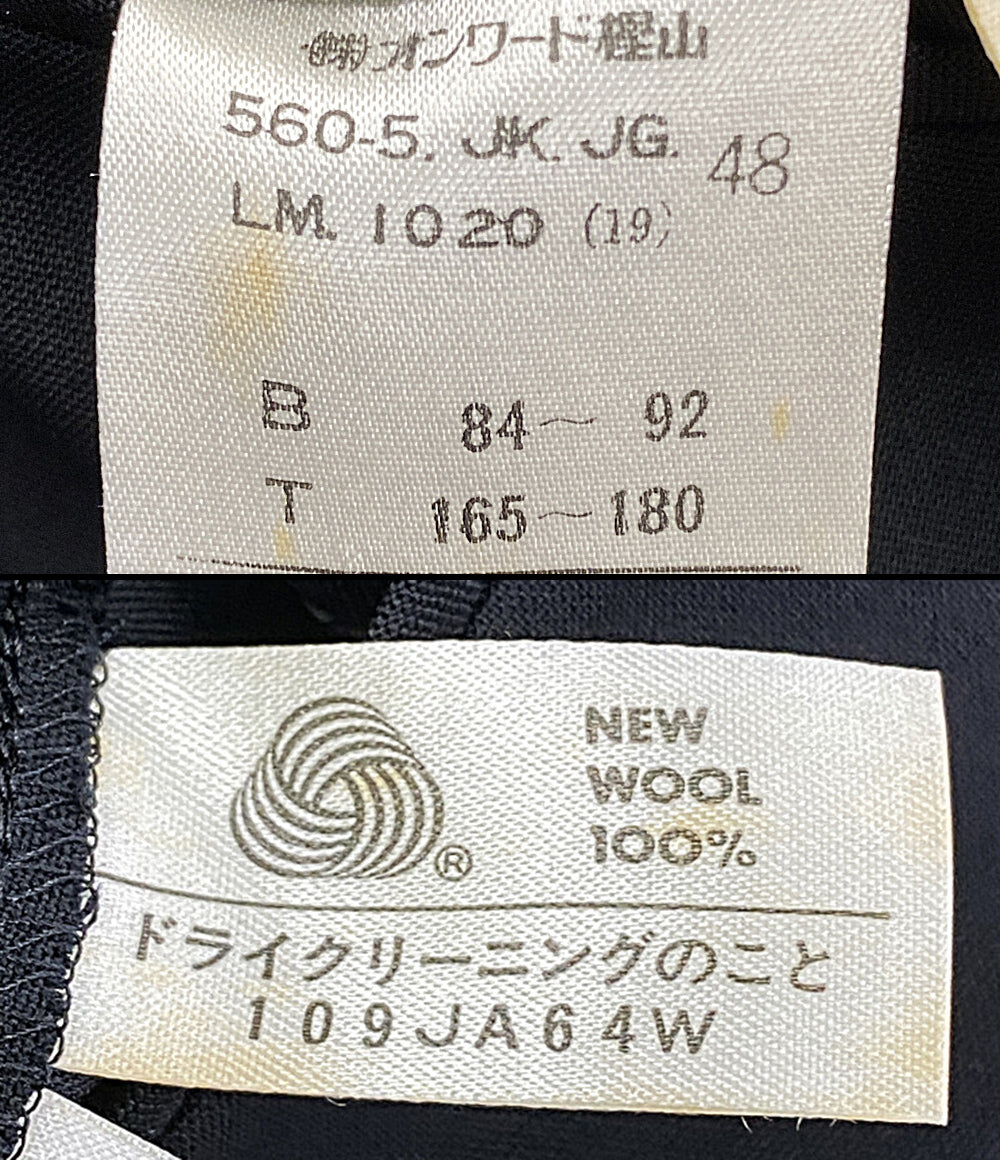 ㈱オンワード樫山
560-5. JK. JG. 48
LM. 1020 (19)
B 84～92
T 165～180
NEW
WOOL
100%
®
ドライクリーニングのこと
109JA64W